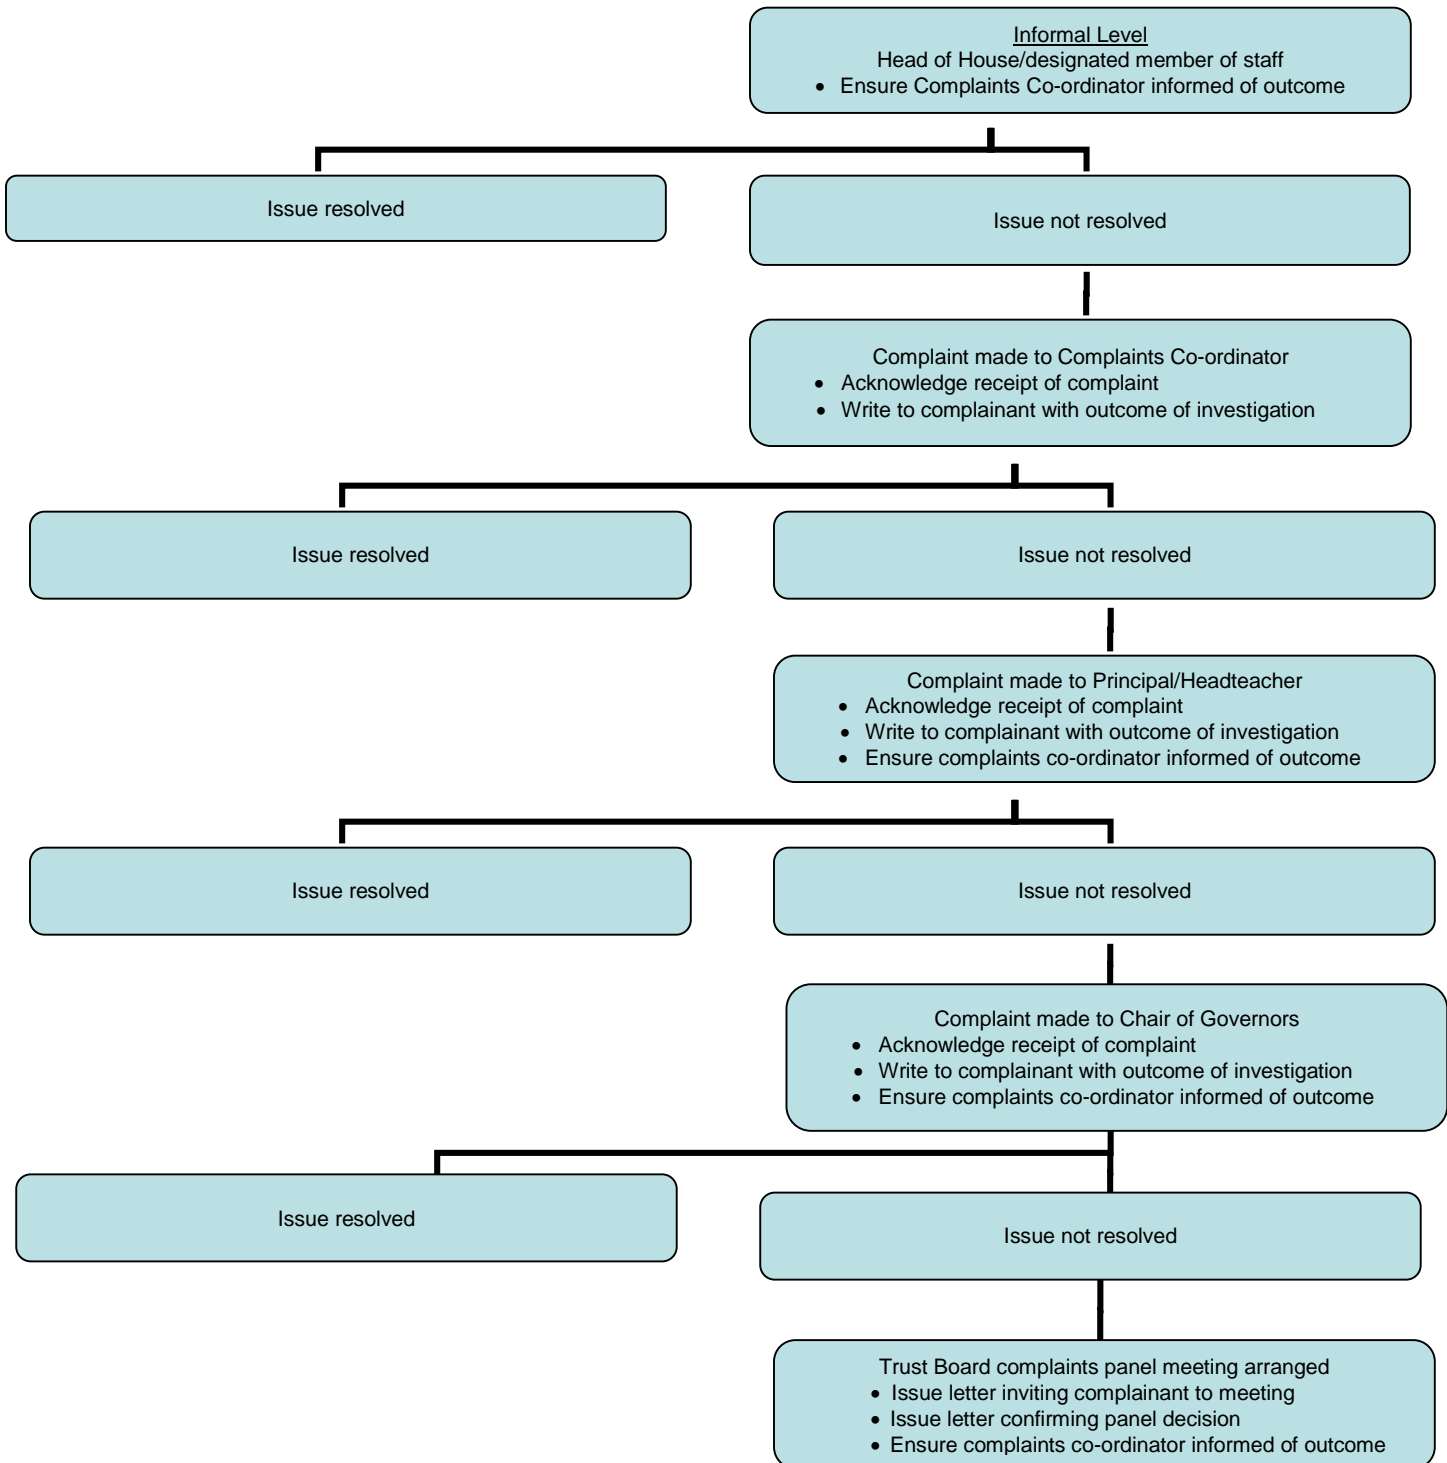 Informal Level
Head of House/designated member of staff
• Ensure Complaints Co-ordinator informed of outcome
Issue resolved
Issue not resolved
Complaint made to Complaints Co-ordinator
• Acknowledge receipt of complaint
• Write to complainant with outcome of investigation
Issue resolved
Issue not resolved
Complaint made to Principal/Headteacher
• Acknowledge receipt of complaint
• Write to complainant with outcome of investigation
• Ensure complaints co-ordinator informed of outcome
Issue resolved
Issue not resolved
Complaint made to Chair of Governors
• Acknowledge receipt of complaint
• Write to complainant with outcome of investigation
• Ensure complaints co-ordinator informed of outcome
Issue resolved
Issue not resolved
Trust Board complaints panel meeting arranged
• Issue letter inviting complainant to meeting
• Issue letter confirming panel decision
• Ensure complaints co-ordinator informed of outcome